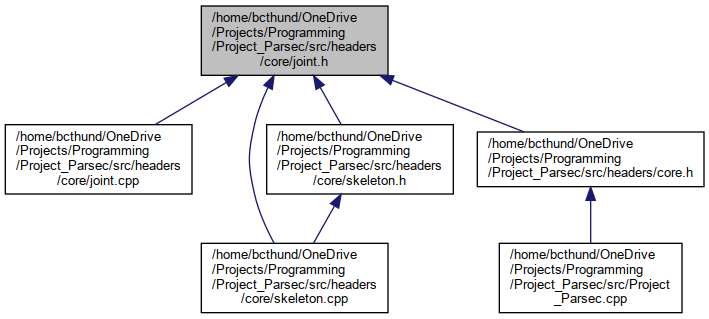 /home/bcthund/OneDrive
/Projects/Programming
/Project_Parsec/src/headers
/core/joint.h
/home/bcthund/OneDrive
/Projects/Programming
/Project_Parsec/src/headers
/core/joint.cpp
/home/bcthund/OneDrive
/Projects/Programming
/Project_Parsec/src/headers
/core/skeleton.h
/home/bcthund/OneDrive
/Projects/Programming
/Project_Parsec/src/headers/core.h
/home/bcthund/OneDrive
/Projects/Programming
/Project_Parsec/src/headers
/core/skeleton.cpp
/home/bcthund/OneDrive
/Projects/Programming
/Project_Parsec/src/Project
_Parsec.cpp